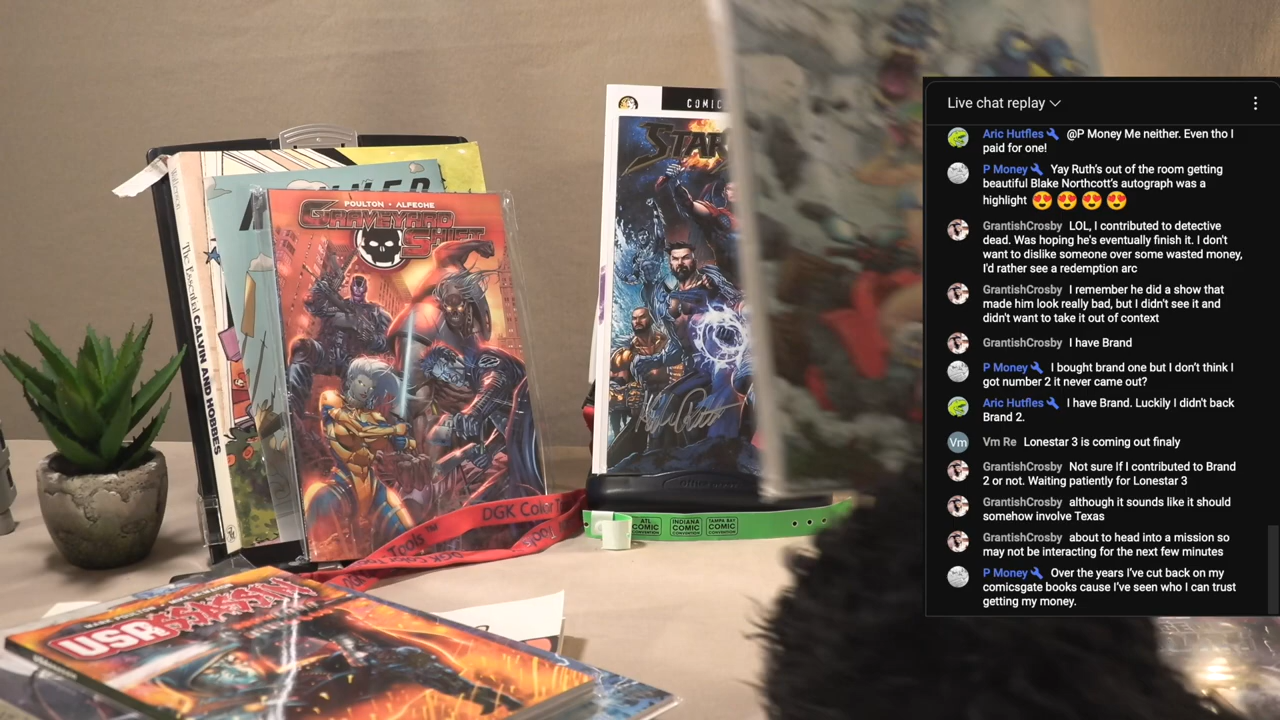 POULTON • ALPECHE
GRAVEYARD
SHIFT
The Essential CALVIN AND HOBBES
COMIC
STAR
DGK Color
Tools
ATL
COMIC
CONVENTION
INDIANA
COMIC
CONVENTION
TAMPA BAY
COMIC
CONVENTION
USR
Live chat replay
Aric Hutfles @P Money Me neither. Even tho I
paid for one!
P Money Yay Ruth's out of the room getting
beautiful Blake Northcott's autograph was a
highlight 😍 😍 😍 😍
GrantishCrosby LOL, I contributed to detective
dead. Was hoping he's eventually finish it. I don't
want to dislike someone over some wasted money,
I'd rather see a redemption arc
GrantishCrosby I remember he did a show that
made him look really bad, but I didn't see it and
didn't want to take it out of context
GrantishCrosby I have Brand
P Money I bought brand one but I don't think I
got number 2 it never came out?
Aric Hutfles I have Brand. Luckily I didn't back
Brand 2.
Vm Vm Re Lonestar 3 is coming out finaly
GrantishCrosby Not sure If I contributed to Brand
2 or not. Waiting patiently for Lonestar 3
GrantishCrosby although it sounds like it should
somehow involve Texas
GrantishCrosby about to head into a mission so
may not be interacting for the next few minutes
P Money Over the years I've cut back on my
comicsgate books cause I've seen who I can trust
getting my money.